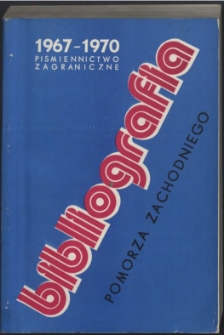 1967-1970
PIŚMIENNICTWO
ZAGRANICZNE
bibliografia
POMORZA ZACHODNIEGO